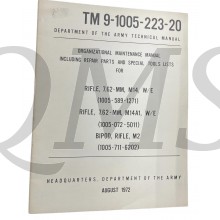 TM 9-1005-223-20
DEPARTMENT OF THE ARMY TECHNICAL MANUAL
ORGANIZATIONAL MAINTENANCE MANUAL
INCLUDING REPAIR PARTS AND SPECIAL TOOLS LISTS
FOR
RIFLE, 7.62-MM, M14, W/E
(1005-589-1271)
RIFLE, 7.62-MM, M14A1, W/E
(1005-072-5011)
BIPOD, RIFLE, M2
(1005-711-6202)
HEADQUARTERS, DEPARTMENT OF THE ARMY
AUGUST 1972
QMS